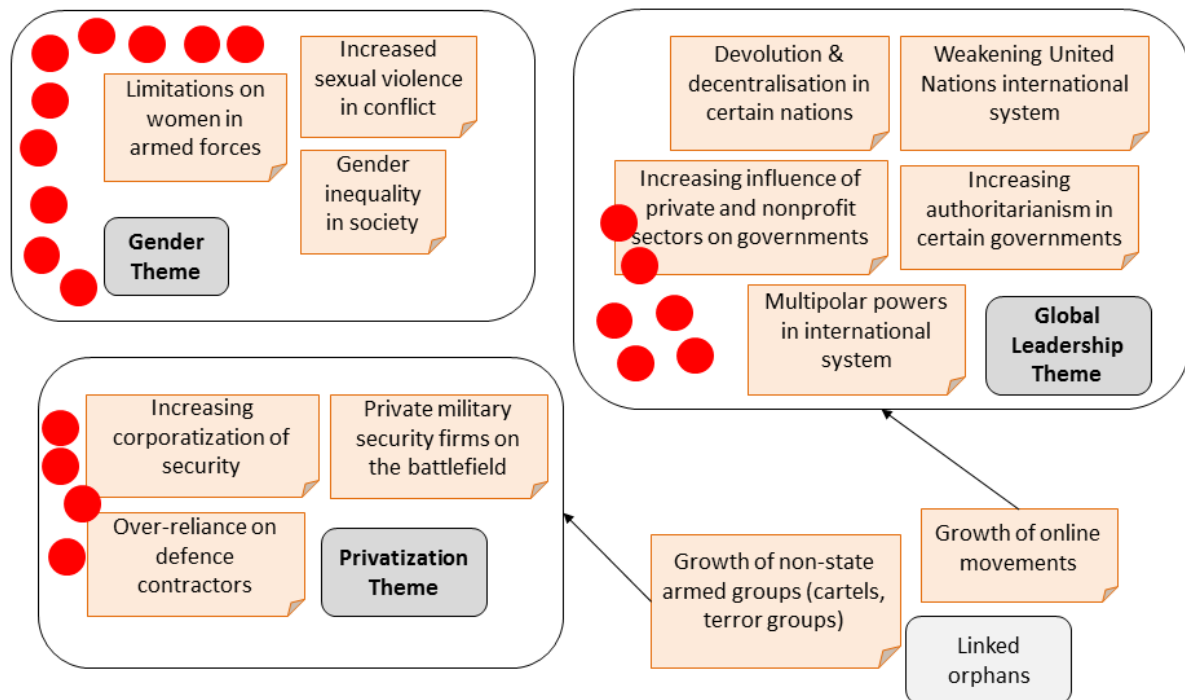 Limitations on
women in
armed forces
Increased
sexual violence
in conflict
Gender
inequality
in society
Gender
Theme
Devolution &
decentralisation in
certain nations
Weakening United
Nations international
system
Increasing influence of
private and nonprofit
sectors on governments
Increasing
authoritarianism in
certain governments
Multipolar powers
in international
system
Global
Leadership
Theme
Increasing
corporatization of
security
Private military
security firms on
the battlefield
Over-reliance on
defence
contractors
Privatization
Theme
Growth of non-state
armed groups (cartels,
terror groups)
Growth of online
movements
Linked
orphans